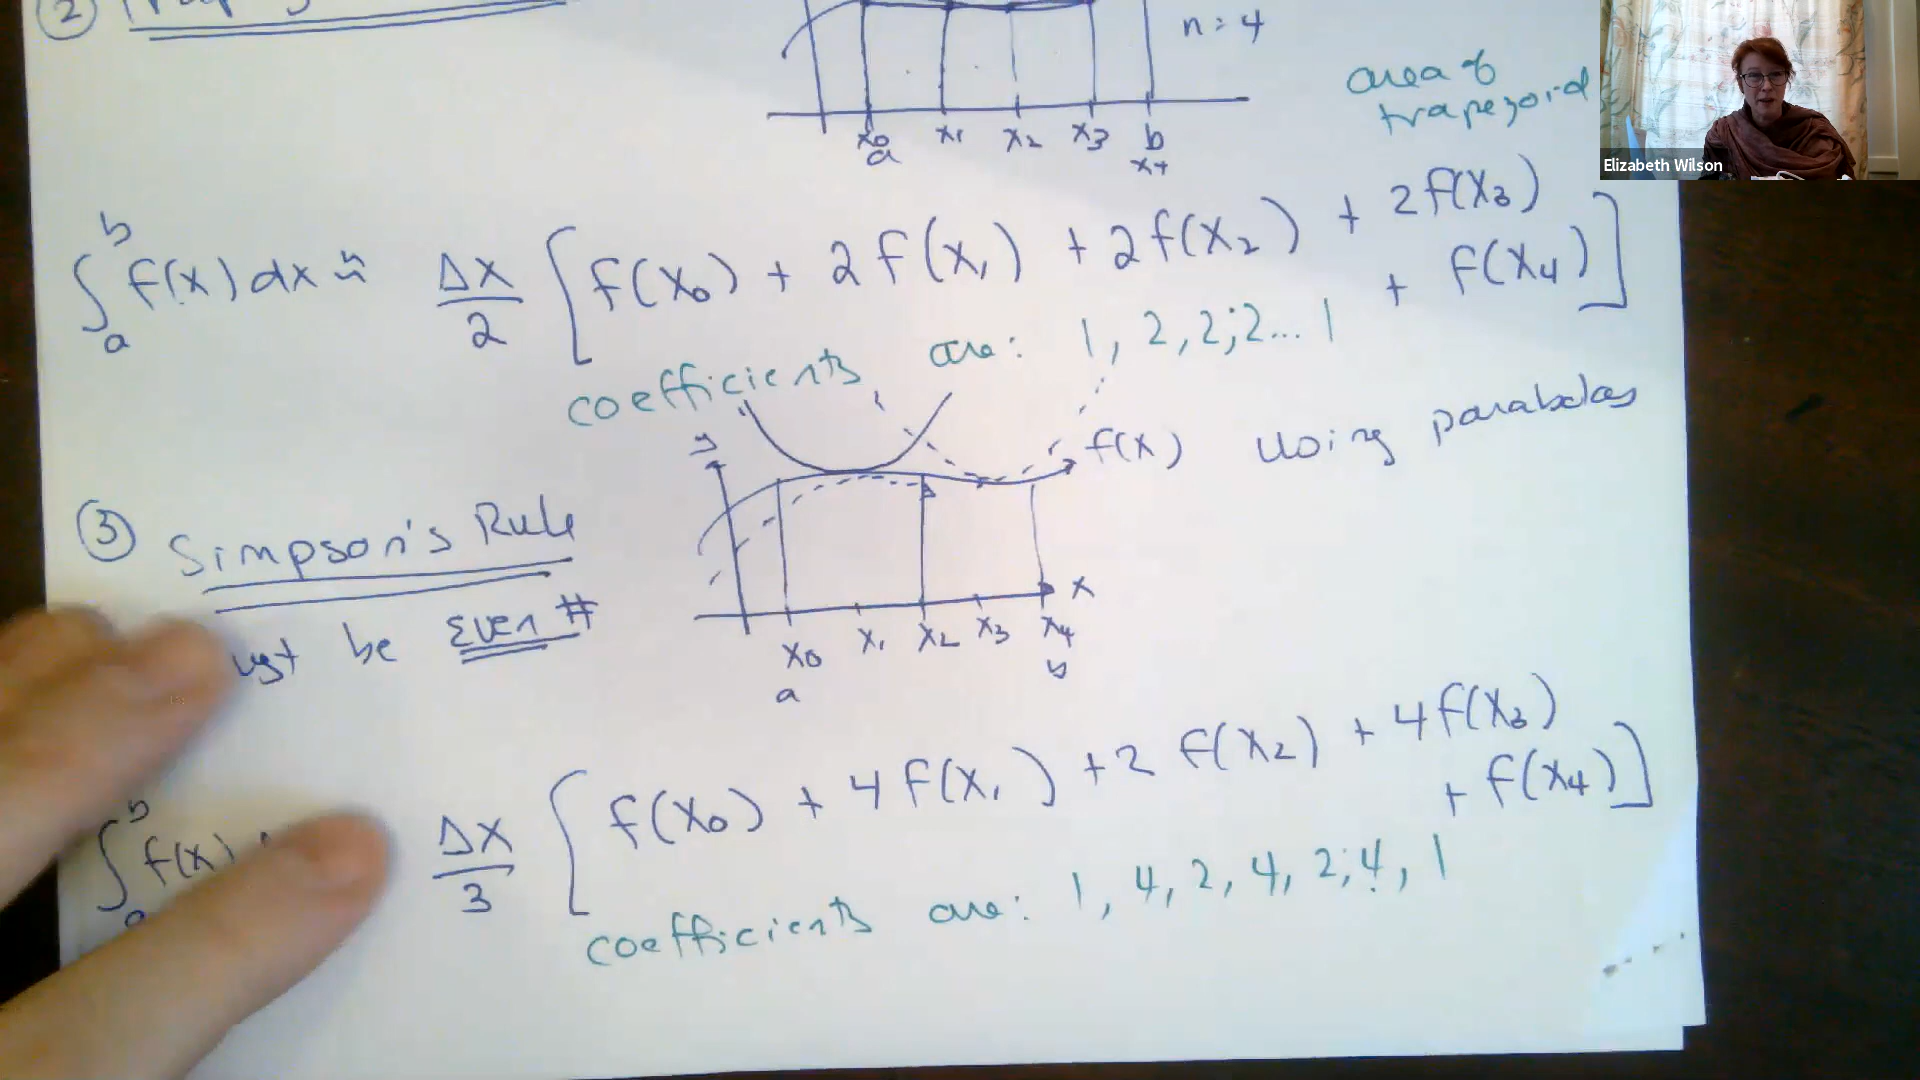 ②
n = 4
area of
trapezoid
Elizabeth Wilson
x₀ x₁ x₂ x₃ b
a x₄
∫ₐᵇ f(x) dx ≈ Δx/2 [ f(x₀) + 2f(x₁) + 2f(x₂) + 2f(x₃)
+ f(x₄) ]
coefficients are: 1, 2, 2, 2... 1
y f(x) using parabolas
③ Simpson's Rule
be Even #
x
x₀ x₁ x₂ x₃ x₄
a b
∫ₐᵇ f(x) Δx/3 [ f(x₀) + 4f(x₁) + 2 f(x₂) + 4f(x₃)
+ f(x₄) ]
coefficients are: 1, 4, 2, 4, 2, 4, 1